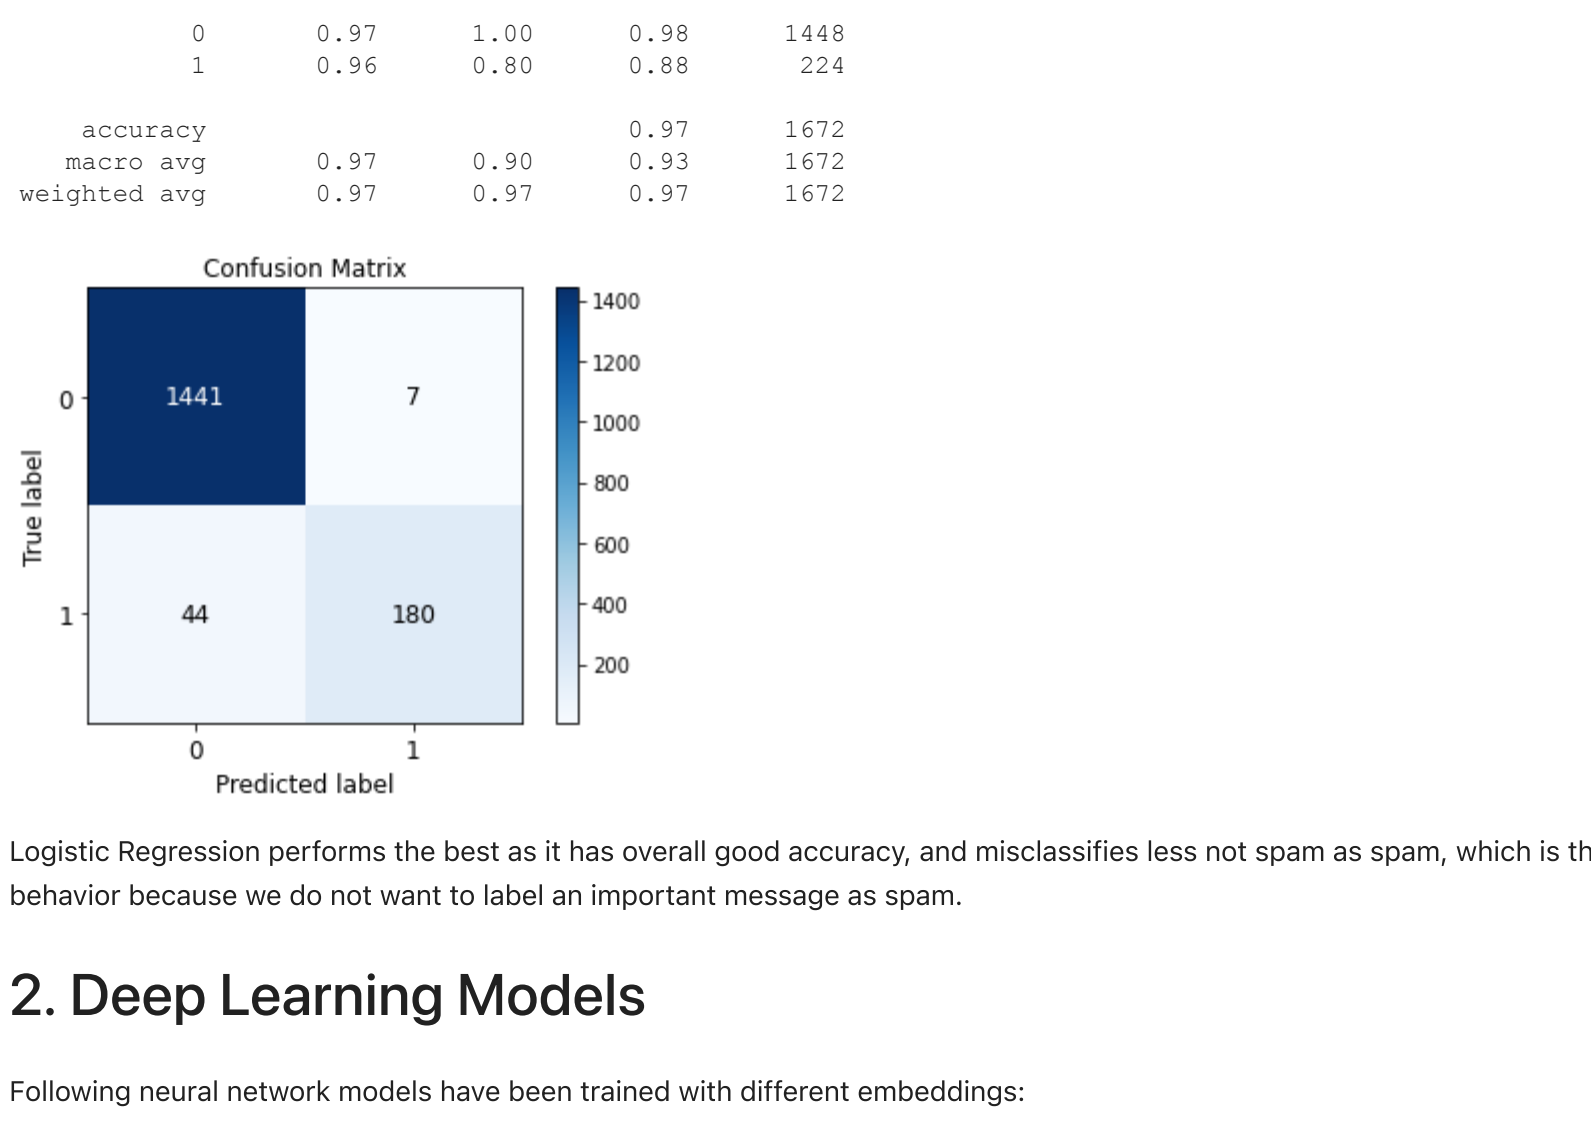 0 0.97 1.00 0.98 1448
1 0.96 0.80 0.88 224
accuracy 0.97 1672
macro avg 0.97 0.90 0.93 1672
weighted avg 0.97 0.97 0.97 1672
Confusion Matrix
1441 7
44 180
0
1
True label
0 1
Predicted label
1400
1200
1000
800
600
400
200
Logistic Regression performs the best as it has overall good accuracy, and misclassifies less not spam as spam, which is
behavior because we do not want to label an important message as spam.
2. Deep Learning Models
Following neural network models have been trained with different embeddings: